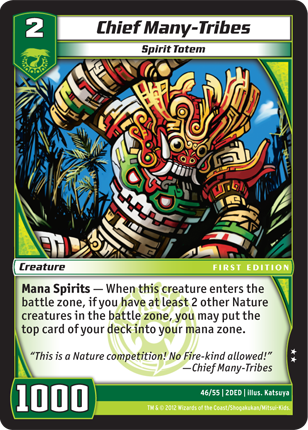 2
Chief Many-Tribes
Spirit Totem
Creature
FIRST EDITION
Mana Spirits — When this creature enters the
battle zone, if you have at least 2 other Nature
creatures in the battle zone, you may put the
top card of your deck into your mana zone.
"This is a Nature competition! No Fire-kind allowed!"
—Chief Many-Tribes
1000
46/55 | 2DED | illus. Katsuya
TM & © 2012 Wizards of the Coast/Shogakukan/Mitsui-Kids.